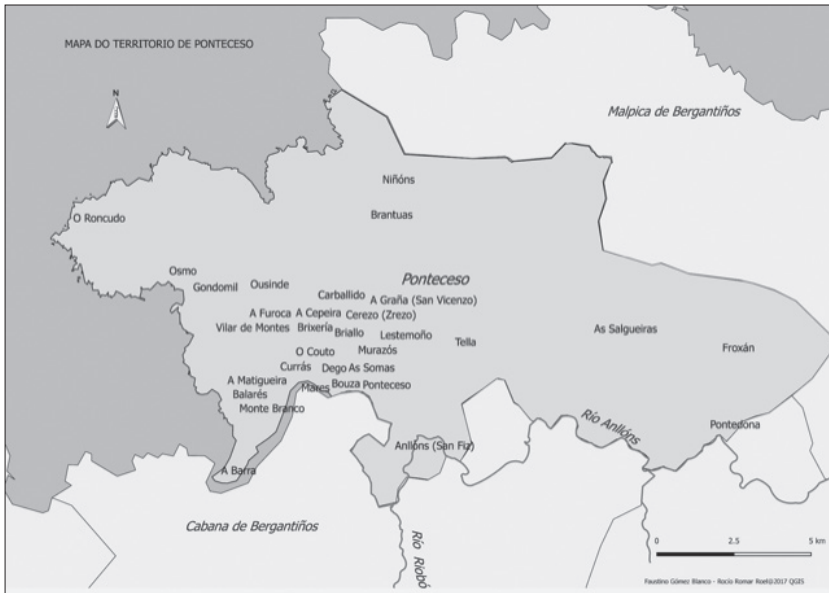 MAPA DO TERRITORIO DE PONTECESO
N
Malpica de Bergantiños
Niñóns
Brantuas
O Roncudo
Osmo
Gondomil
Ousinde
Ponteceso
Carballido
A Graña (San Vicenzo)
A Furoca
A Cepeira
Cerezo (Zrezo)
Vilar de Montes
Brixería
Briallo
Lestemoño
As Salgueiras
Tella
Froxán
O Couto
Murazós
Currás
Dego
As Somas
A Matigueira
Mares
Bouza
Ponteceso
Balarés
Monte Branco
Río Anllóns
Pontedona
Anllóns (San Fiz)
A Barra
Cabana de Bergantiños
Río Riobó
0 2.5 5 km
Faustino Gómez Blanco - Rocío Romar Roel@2017 QGIS